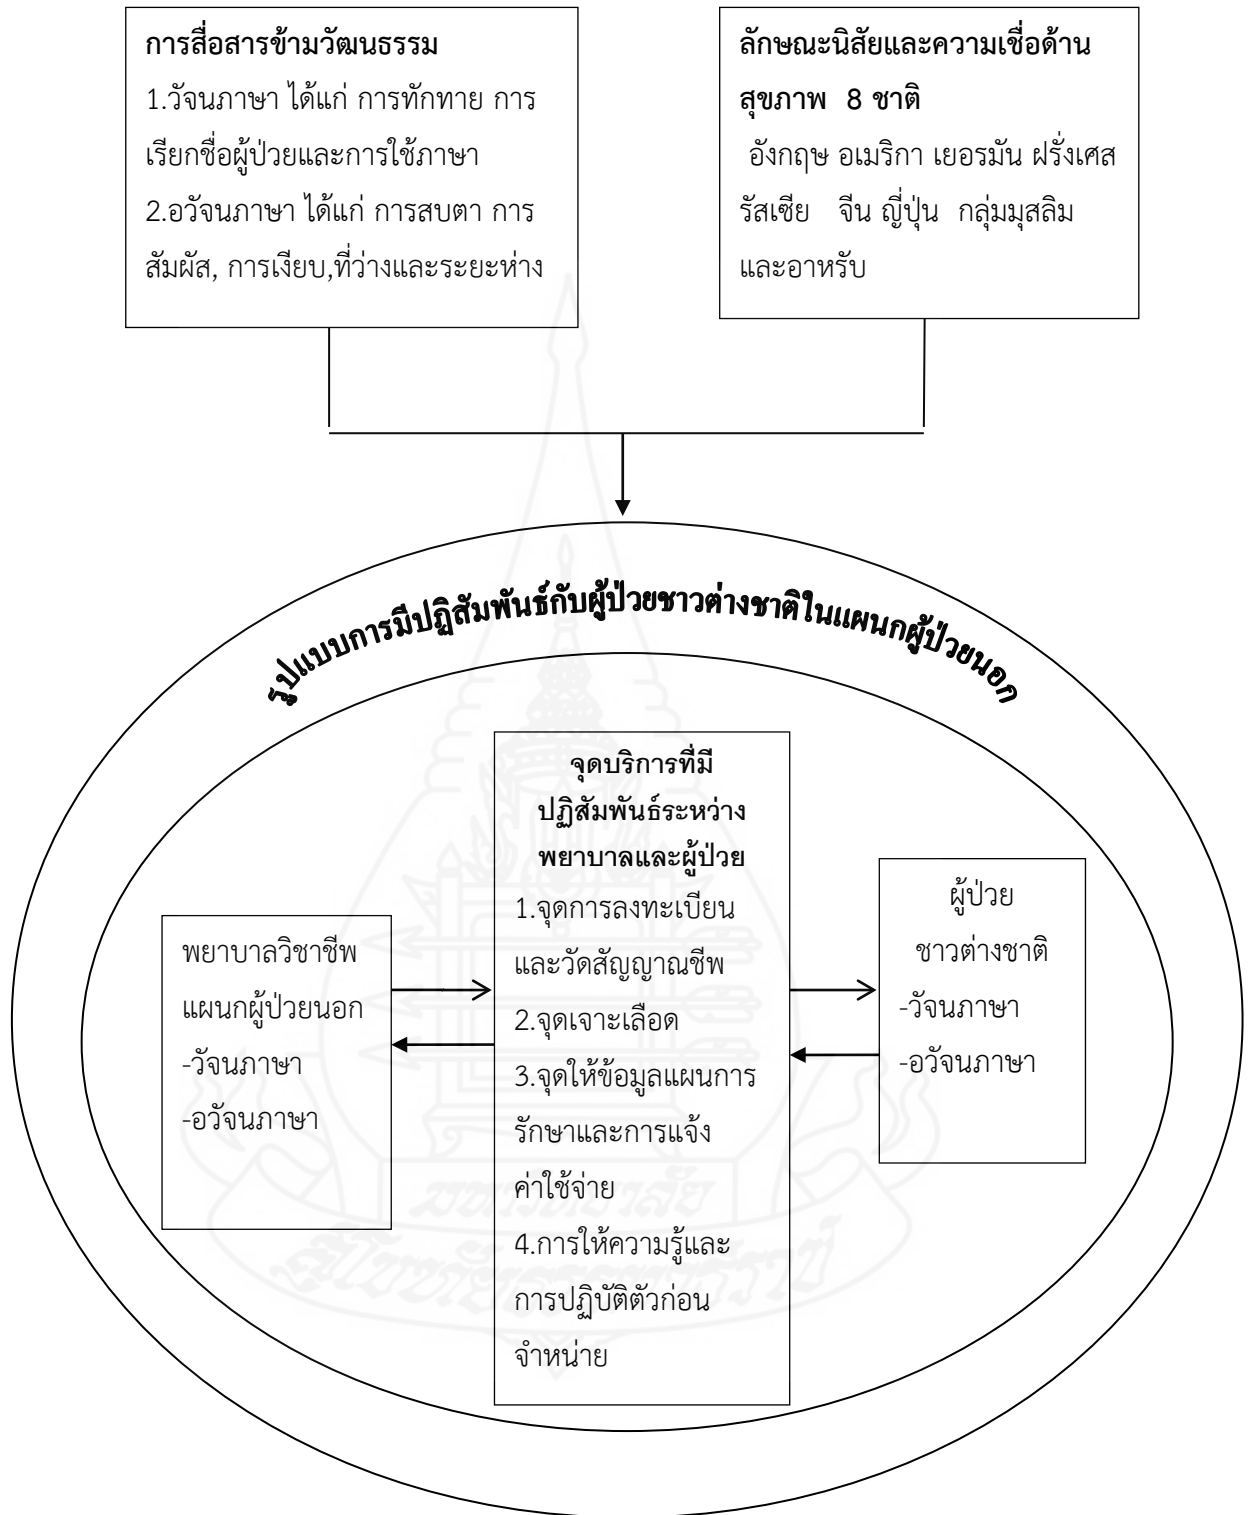 การสื่อสารข้ามวัฒนธรรม
1.วัจนภาษา ได้แก่ การทักทาย การ
เรียกชื่อผู้ป่วยและการใช้ภาษา
2.อวัจนภาษา ได้แก่ การสบตา การ
สัมผัส, การเงียบ,ที่ว่างและระยะห่าง
ลักษณะนิสัยและความเชื่อด้าน
สุขภาพ 8 ชาติ
อังกฤษ อเมริกา เยอรมัน ฝรั่งเศส
รัสเซีย จีน ญี่ปุ่น กลุ่มมุสลิม
และอาหรับ
รูปแบบการมีปฏิสัมพันธ์กับผู้ป่วยชาวต่างชาติในแผนกผู้ป่วยนอก
พยาบาลวิชาชีพ
แผนกผู้ป่วยนอก
-วัจนภาษา
-อวัจนภาษา
จุดบริการที่มี
ปฏิสัมพันธ์ระหว่าง
พยาบาลและผู้ป่วย
1.จุดการลงทะเบียน
และวัดสัญญาณชีพ
2.จุดเจาะเลือด
3.จุดให้ข้อมูลแผนการ
รักษาและการแจ้ง
ค่าใช้จ่าย
4.การให้ความรู้และ
การปฏิบัติตัวก่อน
จำหน่าย
ผู้ป่วย
ชาวต่างชาติ
-วัจนภาษา
-อวัจนภาษา
มหาวิทยาลัย
สุโขทัยธรรมาธิราช